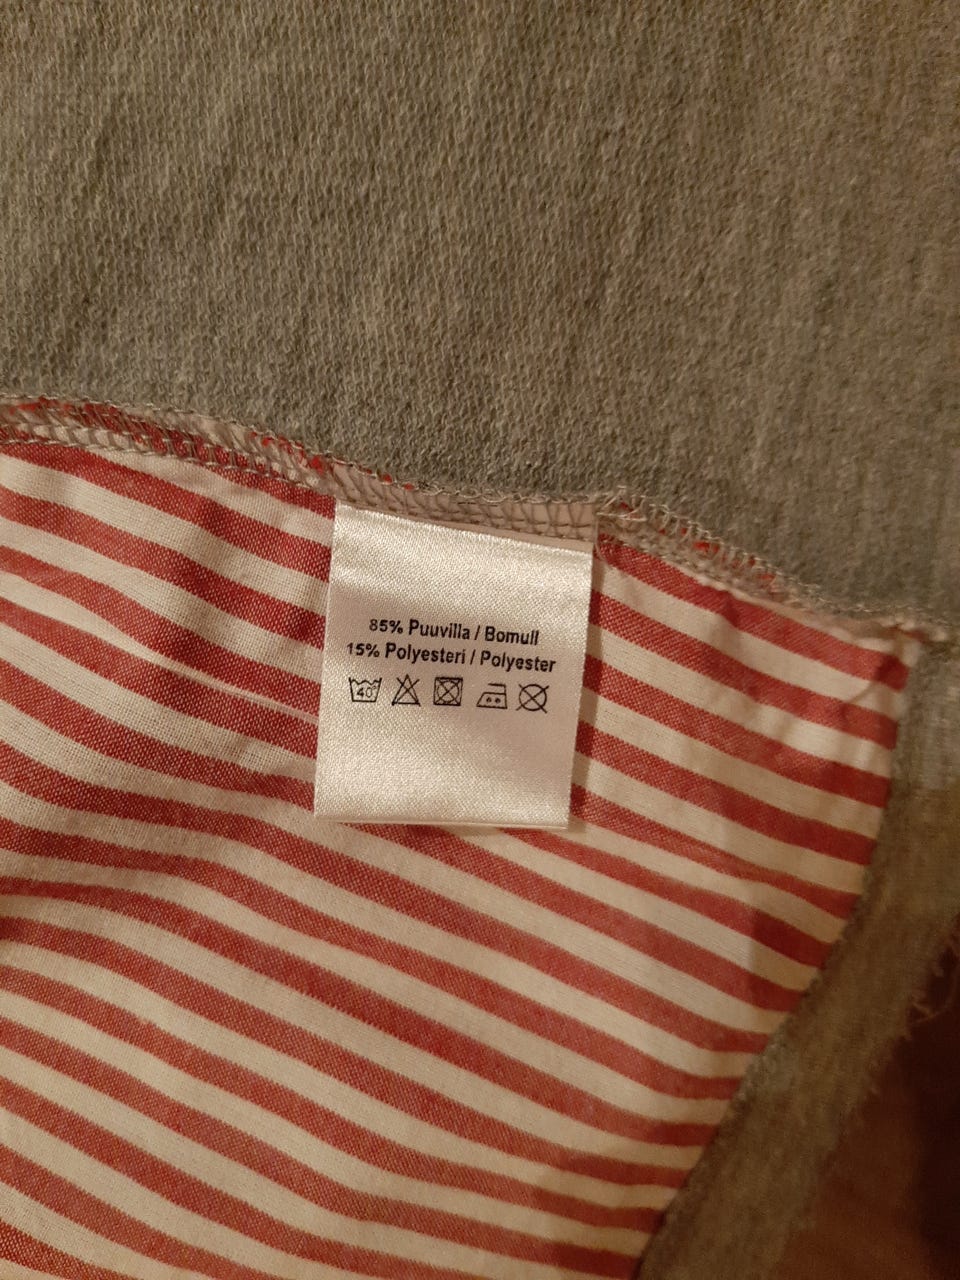 85% Puuvilla / Bomull
15% Polyesteri / Polyester
40°